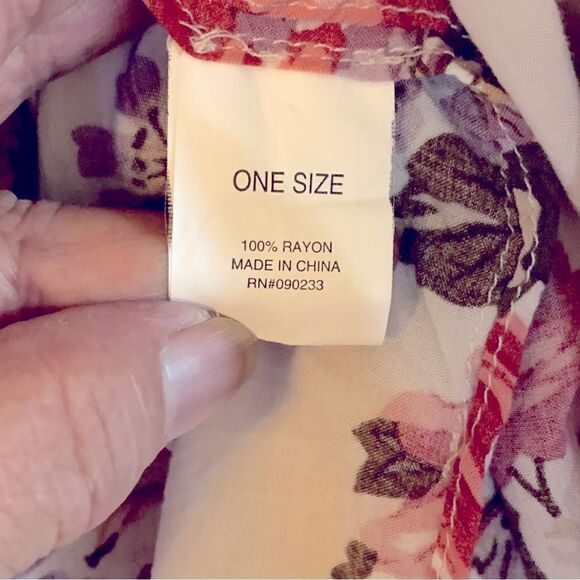 ONE SIZE
100% RAYON
MADE IN CHINA
RN#090233